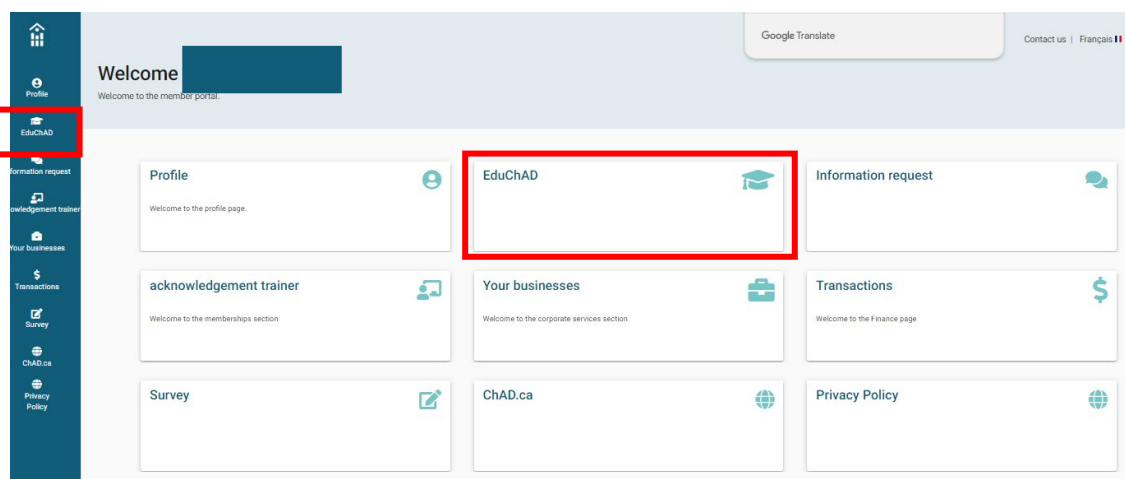 Google Translate
Contact us | Français
Welcome
Welcome to the member portal.
Profile
EduChAD
formation request
owledgement trainer
Your businesses
Transactions
Survey
ChAD.ca
Privacy
Policy
Profile
Welcome to the profile page.
EduChAD
Information request
acknowledgement trainer
Welcome to the memberships section
Your businesses
Welcome to the corporate services section
Transactions
Welcome to the Finance page
Survey
ChAD.ca
Privacy Policy